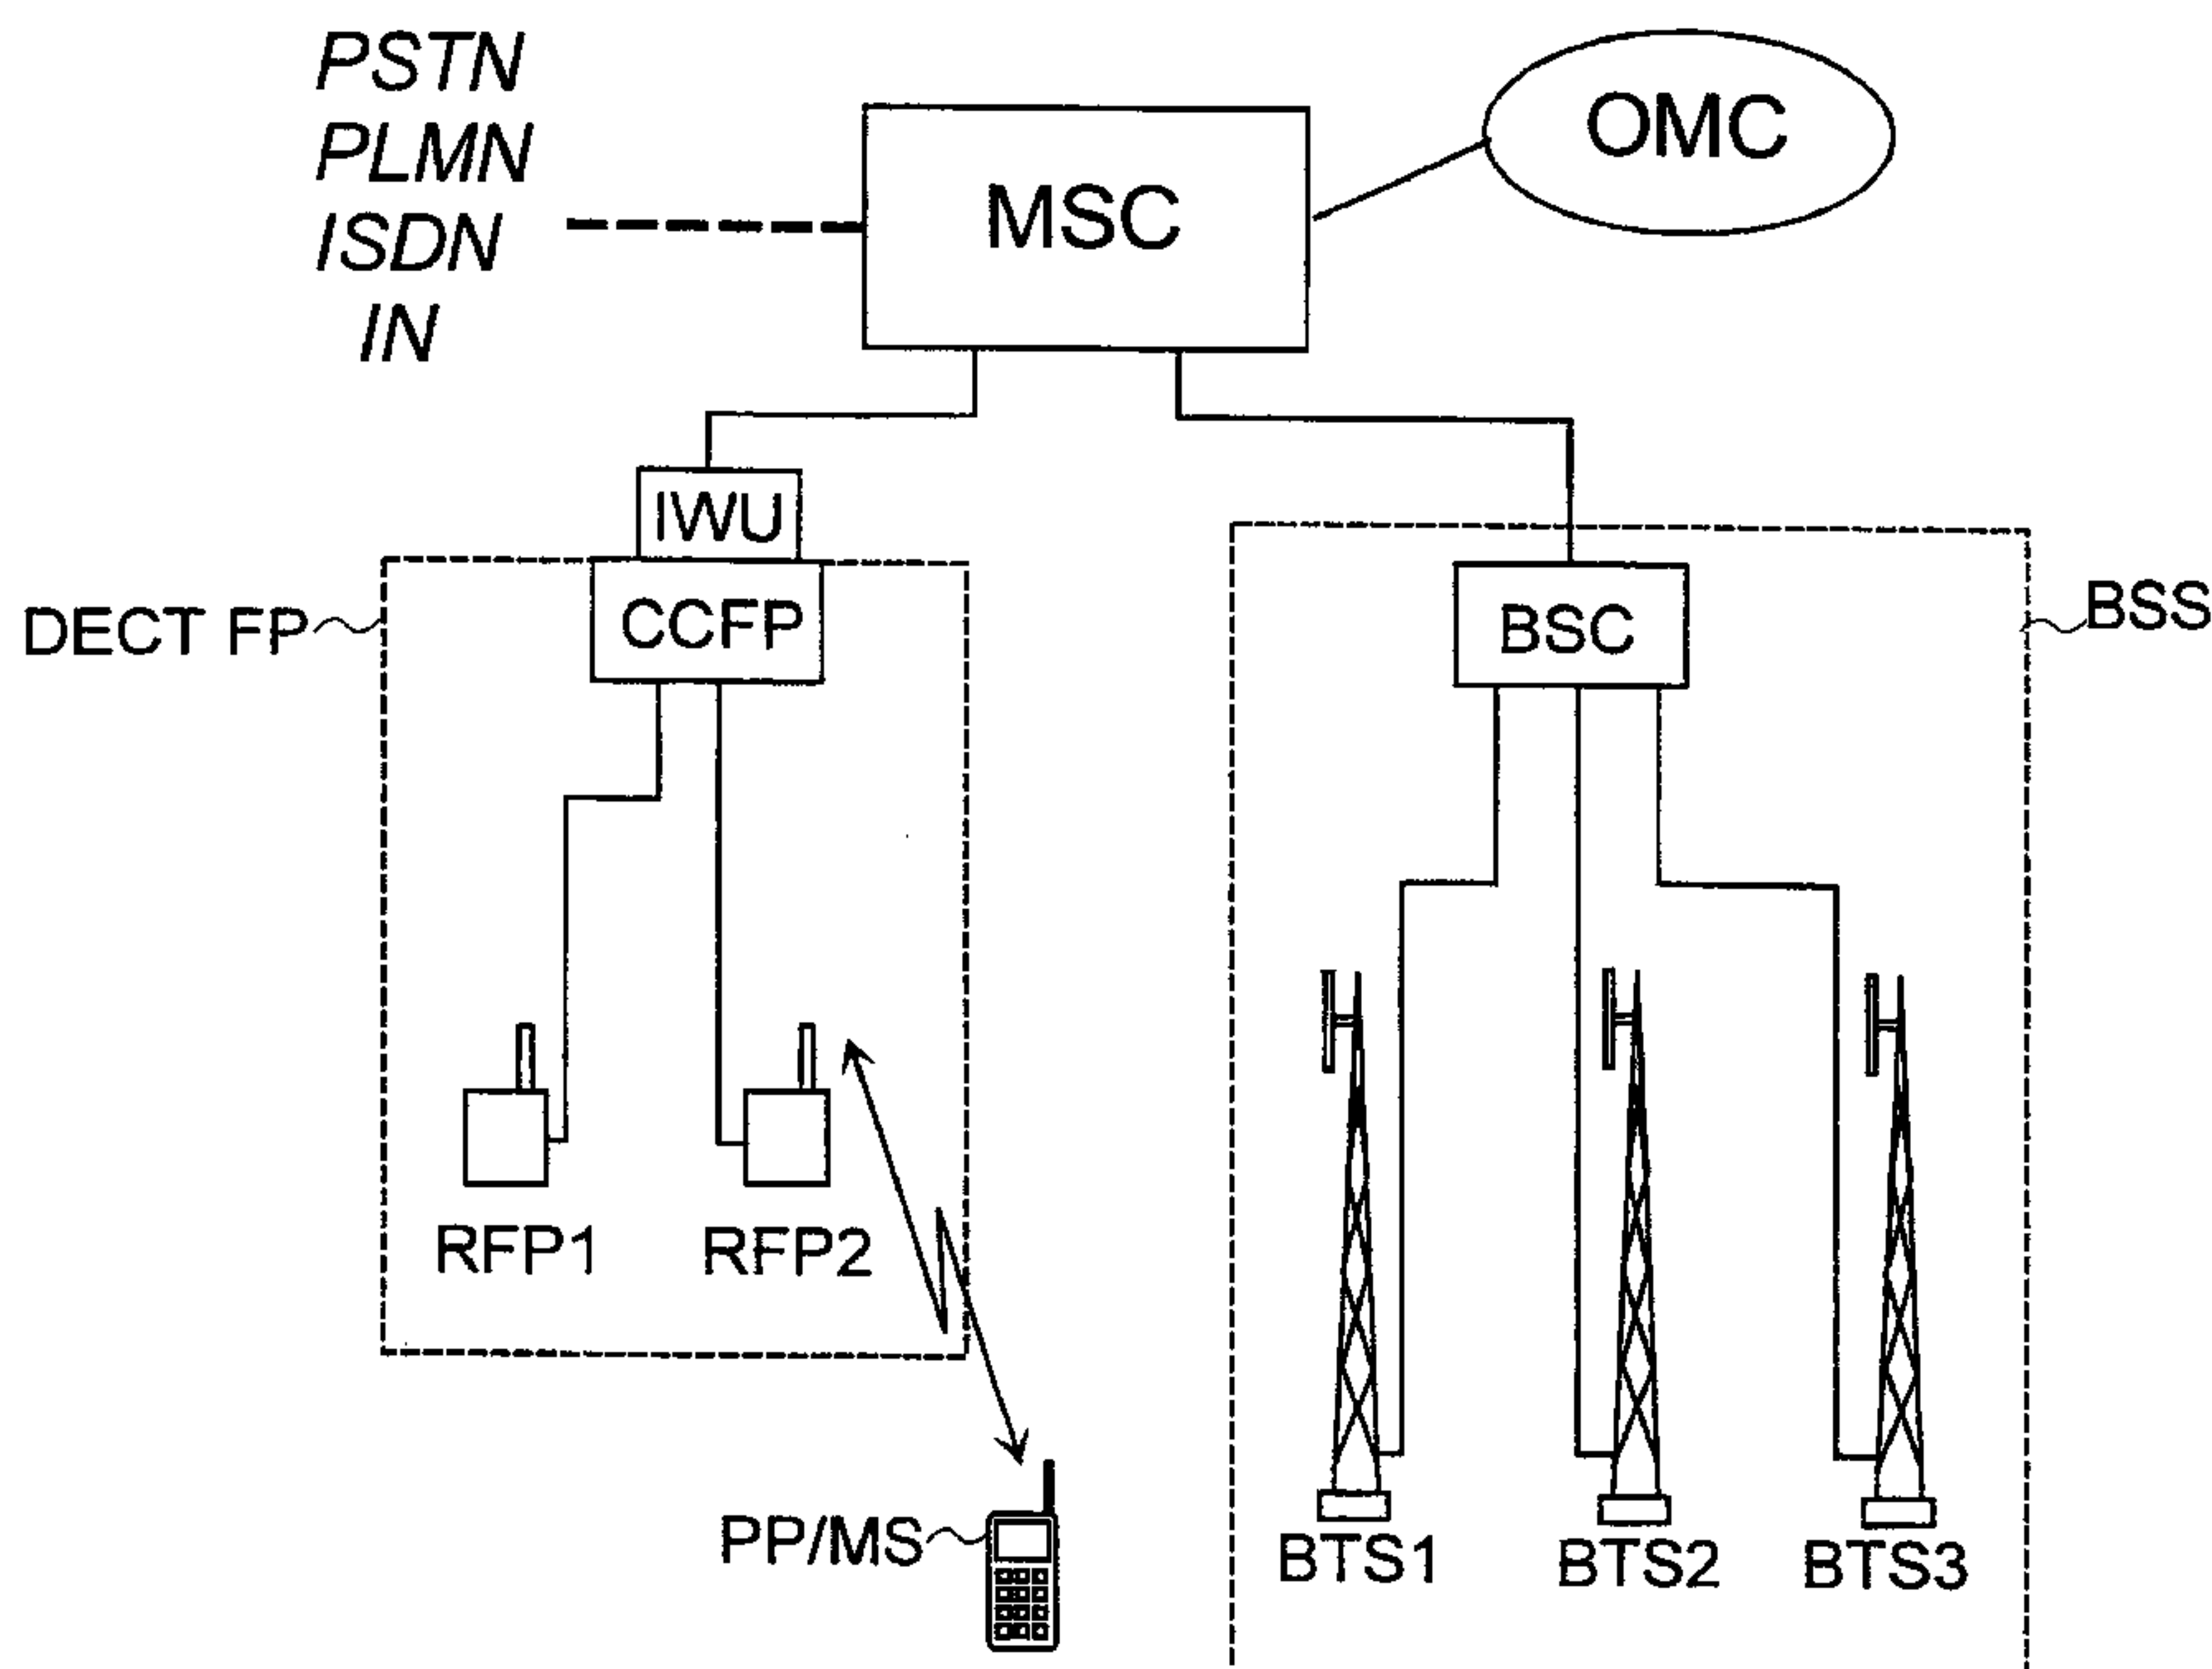 PSTN
PLMN
ISDN
IN
MSC
OMC
IWU
CCFP
DECT FP
BSC
BSS
RFP1
RFP2
PP/MS
BTS1
BTS2
BTS3